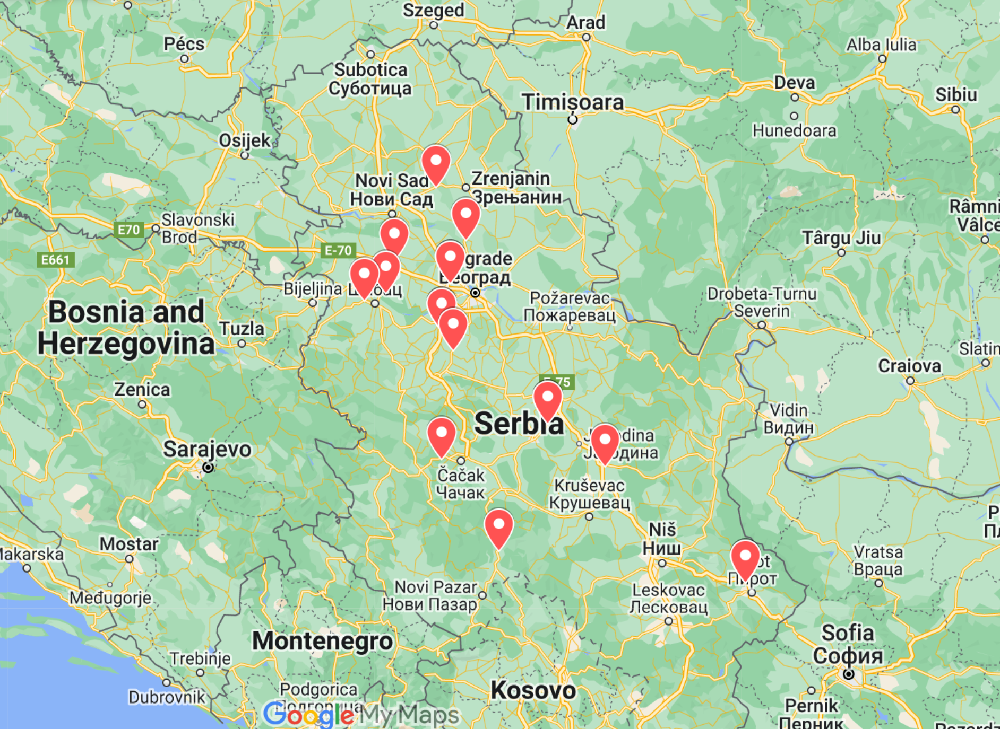 Szeged
Arad
Pécs
Alba Iulia
Subotica
Суботица
Deva
Timișoara
Sibiu
Hunedoara
Osijek
Novi Sad
Нови Сад
Zrenjanin
Зрењанин
Slavonski
Brod
E70
E-70
E661
Râmni
Vâlce
Târgu Jiu
grade
Београд
Bijeljina
Požarevac
Пожаревац
Drobeta-Turnu
Severin
Bosnia and
Herzegovina
Tuzla
Slatin
Craiova
Zenica
Serbia
Vidin
Видин
Sarajevo
Čačak
Чачак
Kruševac
Крушевац
Niš
Ниш
Mostar
Makarska
Međugorje
Vratsa
Враца
Пирот
Novi Pazar
Нови Пазар
Leskovac
Лесковац
Montenegro
Sofia
София
Trebinje
Dubrovnik
Podgorica
Подгорица
Kosovo
Pernik
Перник
Google My Maps